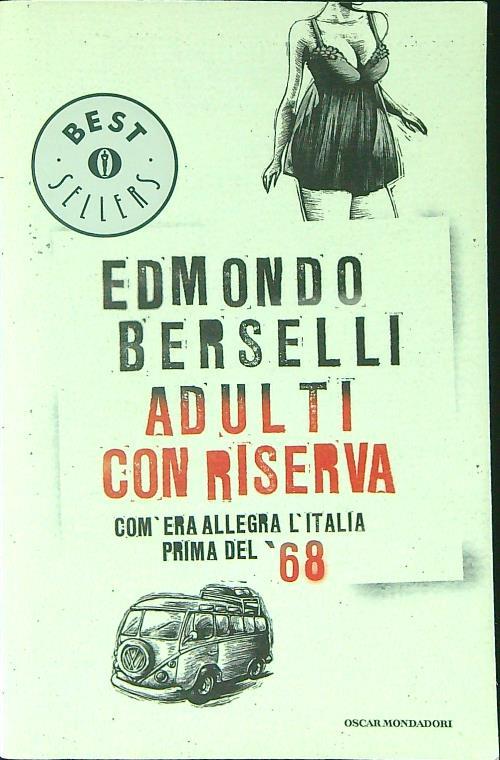 BEST
SELLERS
EDMONDO
BERSELLI
ADULTI
CON RISERVA
COM'ERA ALLEGRA L'ITALIA
PRIMA DEL '68
OSCAR MONDADORI